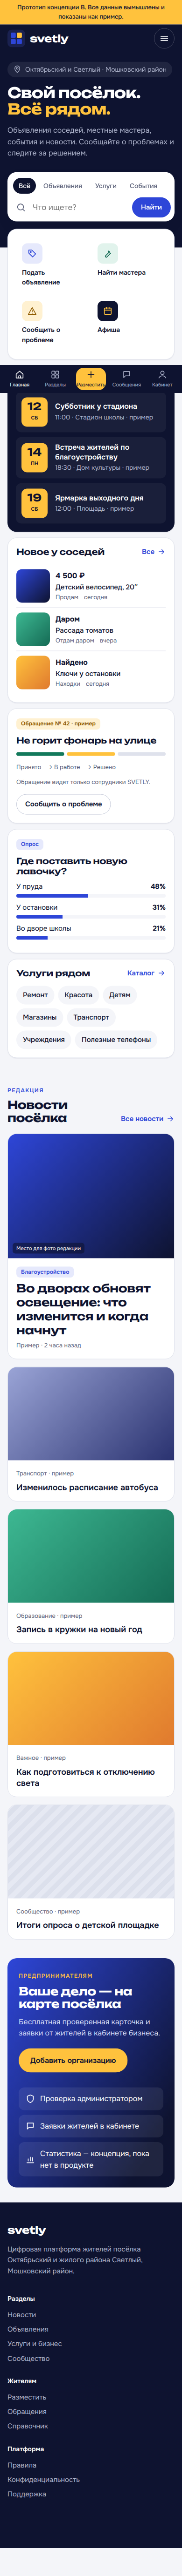 Прототип концепции B. Все данные вымышлены и
показаны как пример.
svetly
Октябрьский и Светлый · Мошковский район
Свой посёлок.
Всё рядом.
Объявления соседей, местные мастера,
события и новости. Сообщайте о проблемах и
следите за решением.
Всё
Объявления
Услуги
События
Что ищете?
Найти
Подать
объявление
Найти мастера
Сообщить о
проблеме
Афиша
Главная
Разделы
Разместить
Сообщения
Кабинет
12
СБ
Субботник у стадиона
11:00 · Стадион школы · пример
14
ПН
Встреча жителей по
благоустройству
18:30 · Дом культуры · пример
19
СБ
Ярмарка выходного дня
12:00 · Площадь · пример
Новое у соседей
Все →
4 500 ₽
Детский велосипед, 20″
Продам сегодня
Даром
Рассада томатов
Отдам даром вчера
Найдено
Ключи у остановки
Находки сегодня
Обращение № 42 · пример
Не горит фонарь на улице
Принято → В работе → Решено
Обращение видят только сотрудники SVETLY.
Сообщить о проблеме
Опрос
Где поставить новую
лавочку?
У пруда 48%
У остановки 31%
Во дворе школы 21%
Услуги рядом
Каталог →
Ремонт
Красота
Детям
Магазины
Транспорт
Учреждения
Полезные телефоны
РЕДАКЦИЯ
Новости
посёлка
Все новости →
Место для фото редакции
Благоустройство
Во дворах обновят
освещение: что
изменится и когда
начнут
Пример · 2 часа назад
Транспорт · пример
Изменилось расписание автобуса
Образование · пример
Запись в кружки на новый год
Важное · пример
Как подготовиться к отключению
света
Сообщество · пример
Итоги опроса о детской площадке
ПРЕДПРИНИМАТЕЛЯМ
Ваше дело — на
карте посёлка
Бесплатная проверенная карточка и
заявки от жителей в кабинете бизнеса.
Добавить организацию
Проверка администратором
Заявки жителей в кабинете
Статистика — концепция, пока
нет в продукте
svetly
Цифровая платформа жителей посёлка
Октябрьский и жилого района Светлый,
Мошковский район.
Разделы
Новости
Объявления
Услуги и бизнес
Сообщество
Жителям
Разместить
Обращения
Справочник
Платформа
Правила
Конфиденциальность
Поддержка